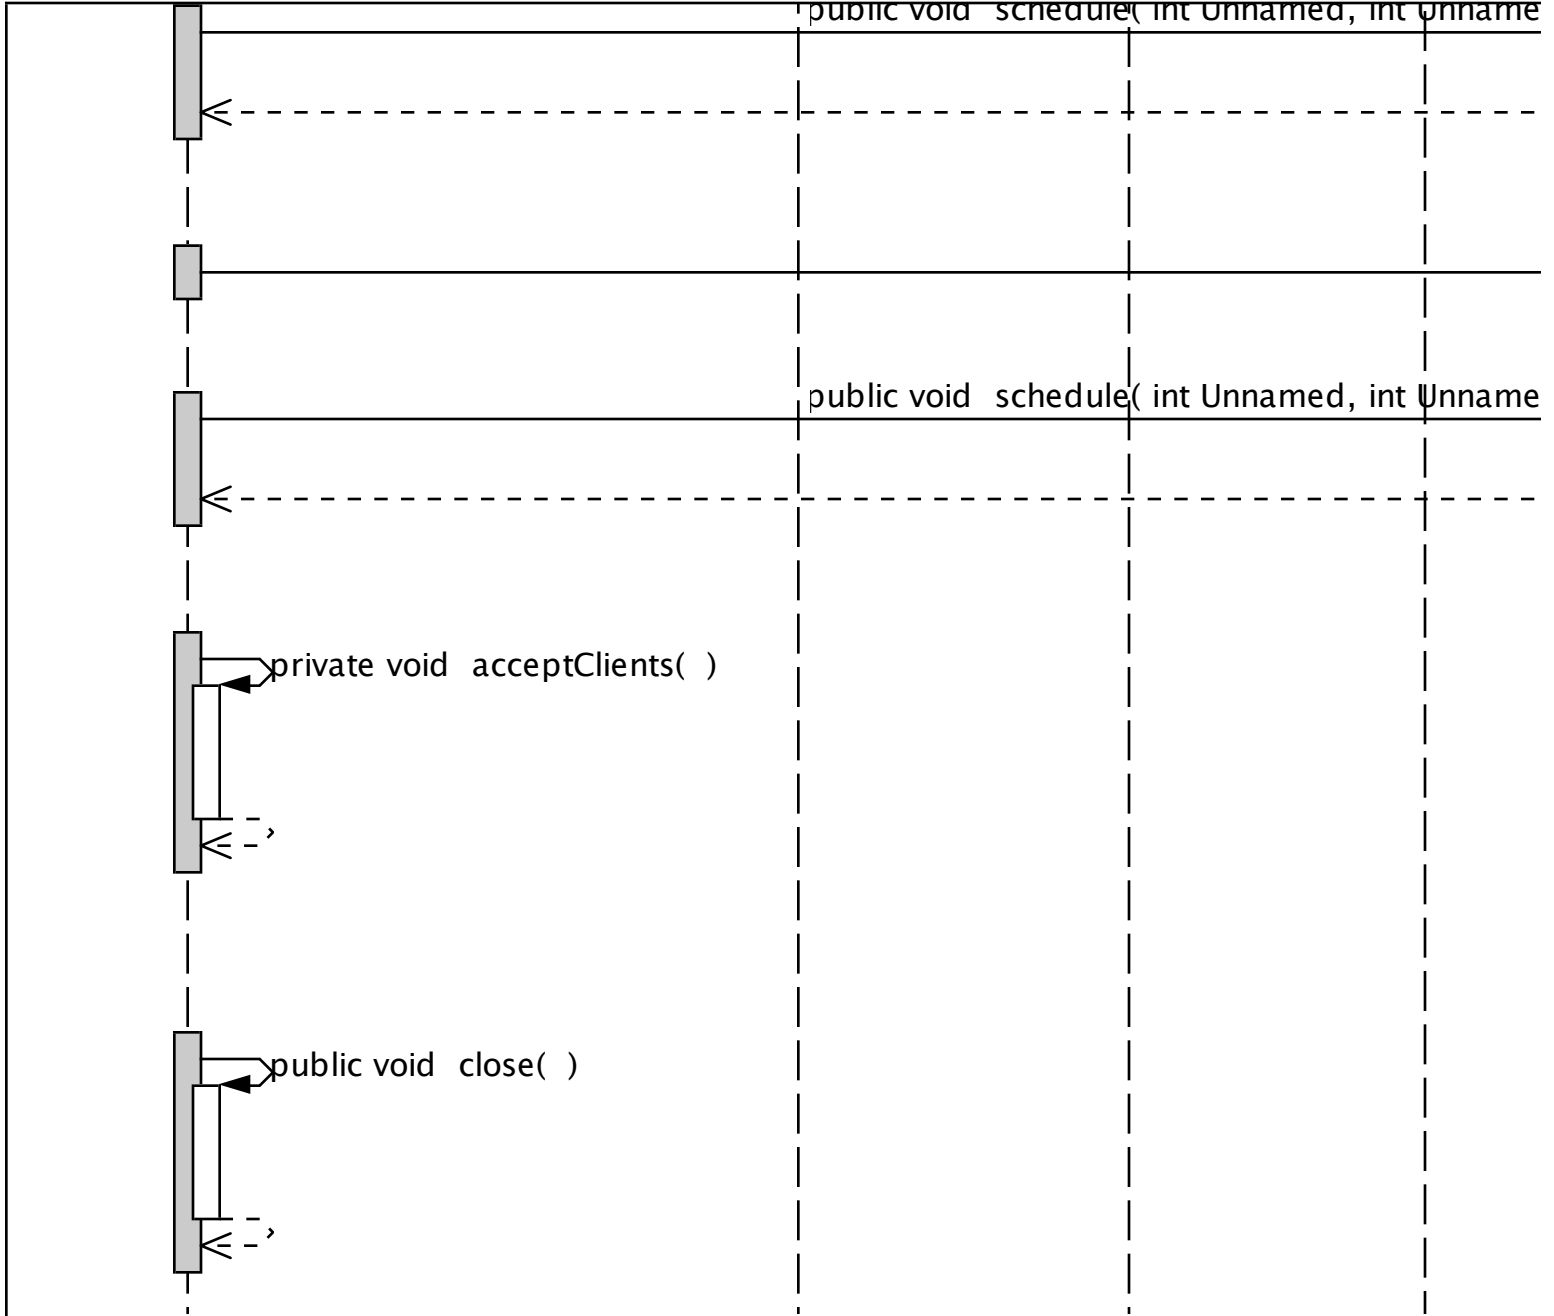 public void schedule( int Unnamed, int Unname
public void schedule( int Unnamed, int Unname
private void acceptClients( )
public void close( )